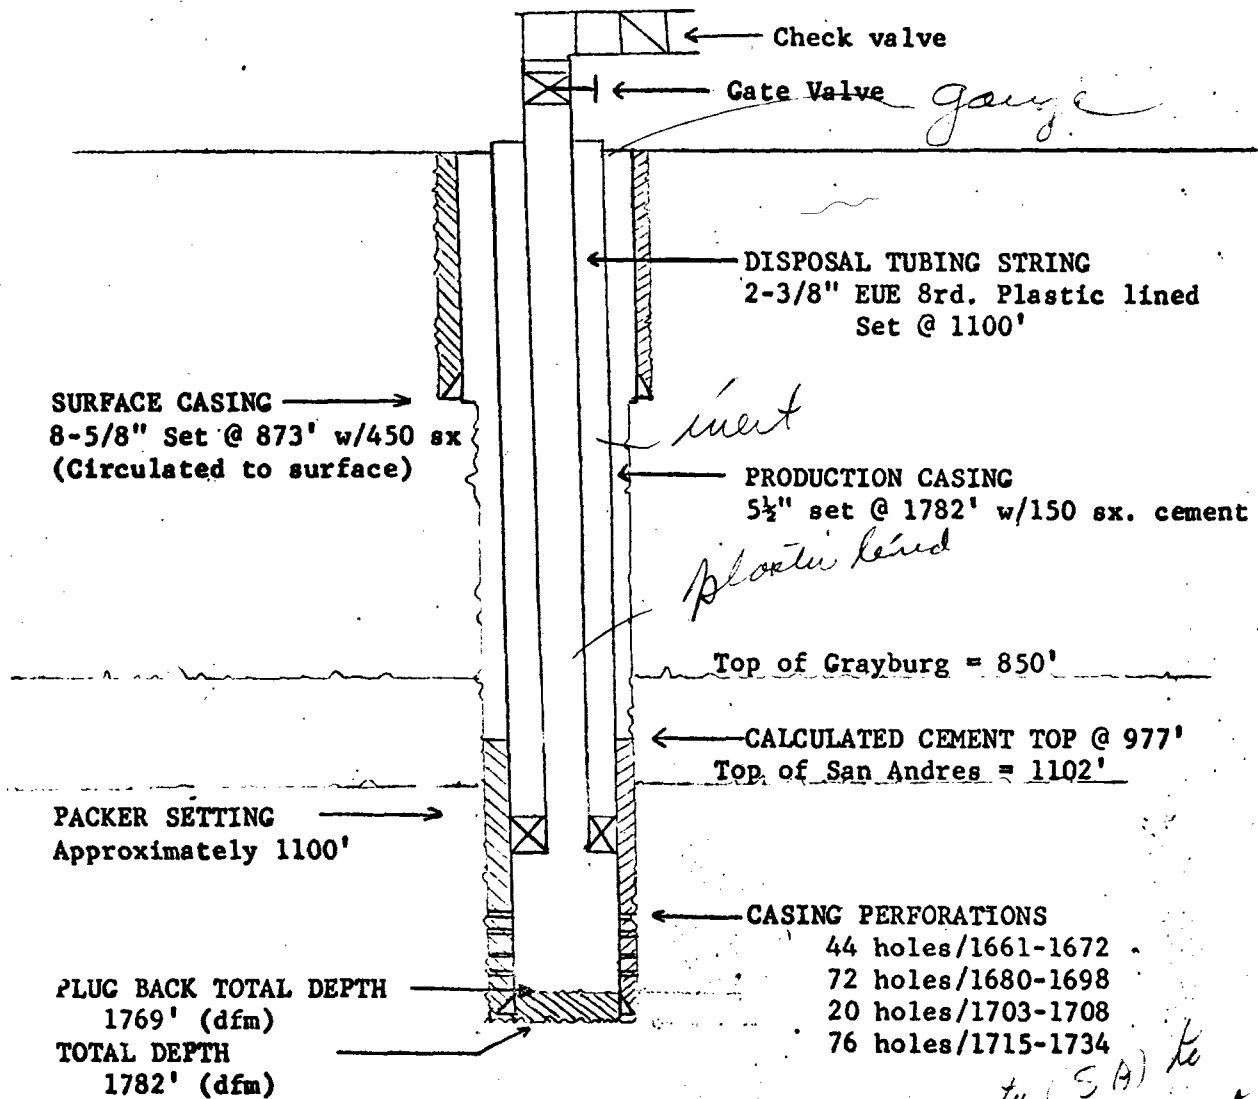 Check valve
Gate Valve
gauge
DISPOSAL TUBING STRING
2-3/8" EUE 8rd. Plastic lined
Set @ 1100'
SURFACE CASING
8-5/8" Set @ 873' w/450 sx
(Circulated to surface)
inert
PRODUCTION CASING
5½" set @ 1782' w/150 sx. cement
plastic lined
Top of Grayburg = 850'
CALCULATED CEMENT TOP @ 977'
Top of San Andres = 1102'
PACKER SETTING
Approximately 1100'
CASING PERFORATIONS
44 holes/1661-1672
72 holes/1680-1698
20 holes/1703-1708
76 holes/1715-1734
PLUG BACK TOTAL DEPTH
1769' (dfm)
TOTAL DEPTH
1782' (dfm)
(SA)